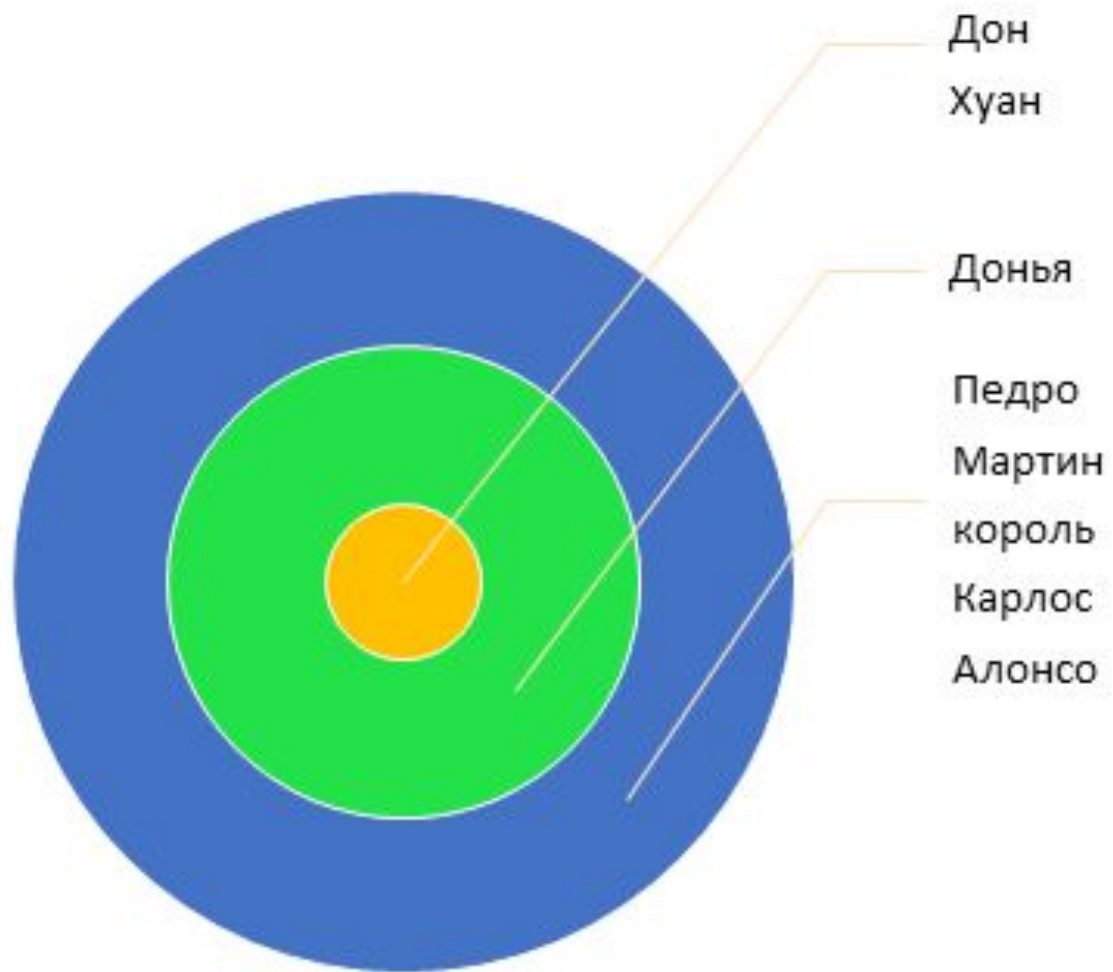 Дон
Хуан
Донья
Педро
Мартин
король
Карлос
Алонсо